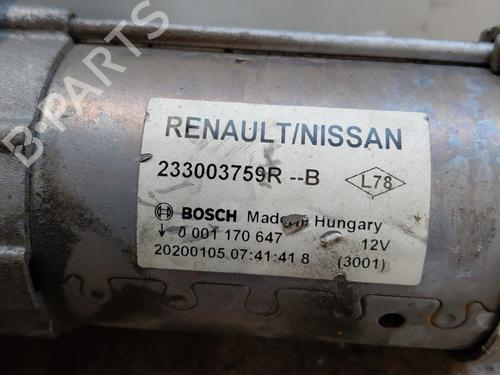 RENAULT/NISSAN
233003759R --B
L78
BOSCH Made in Hungary
0 001 170 647 12V
20200105 07:41:41 8 (3001)
B-PARTS